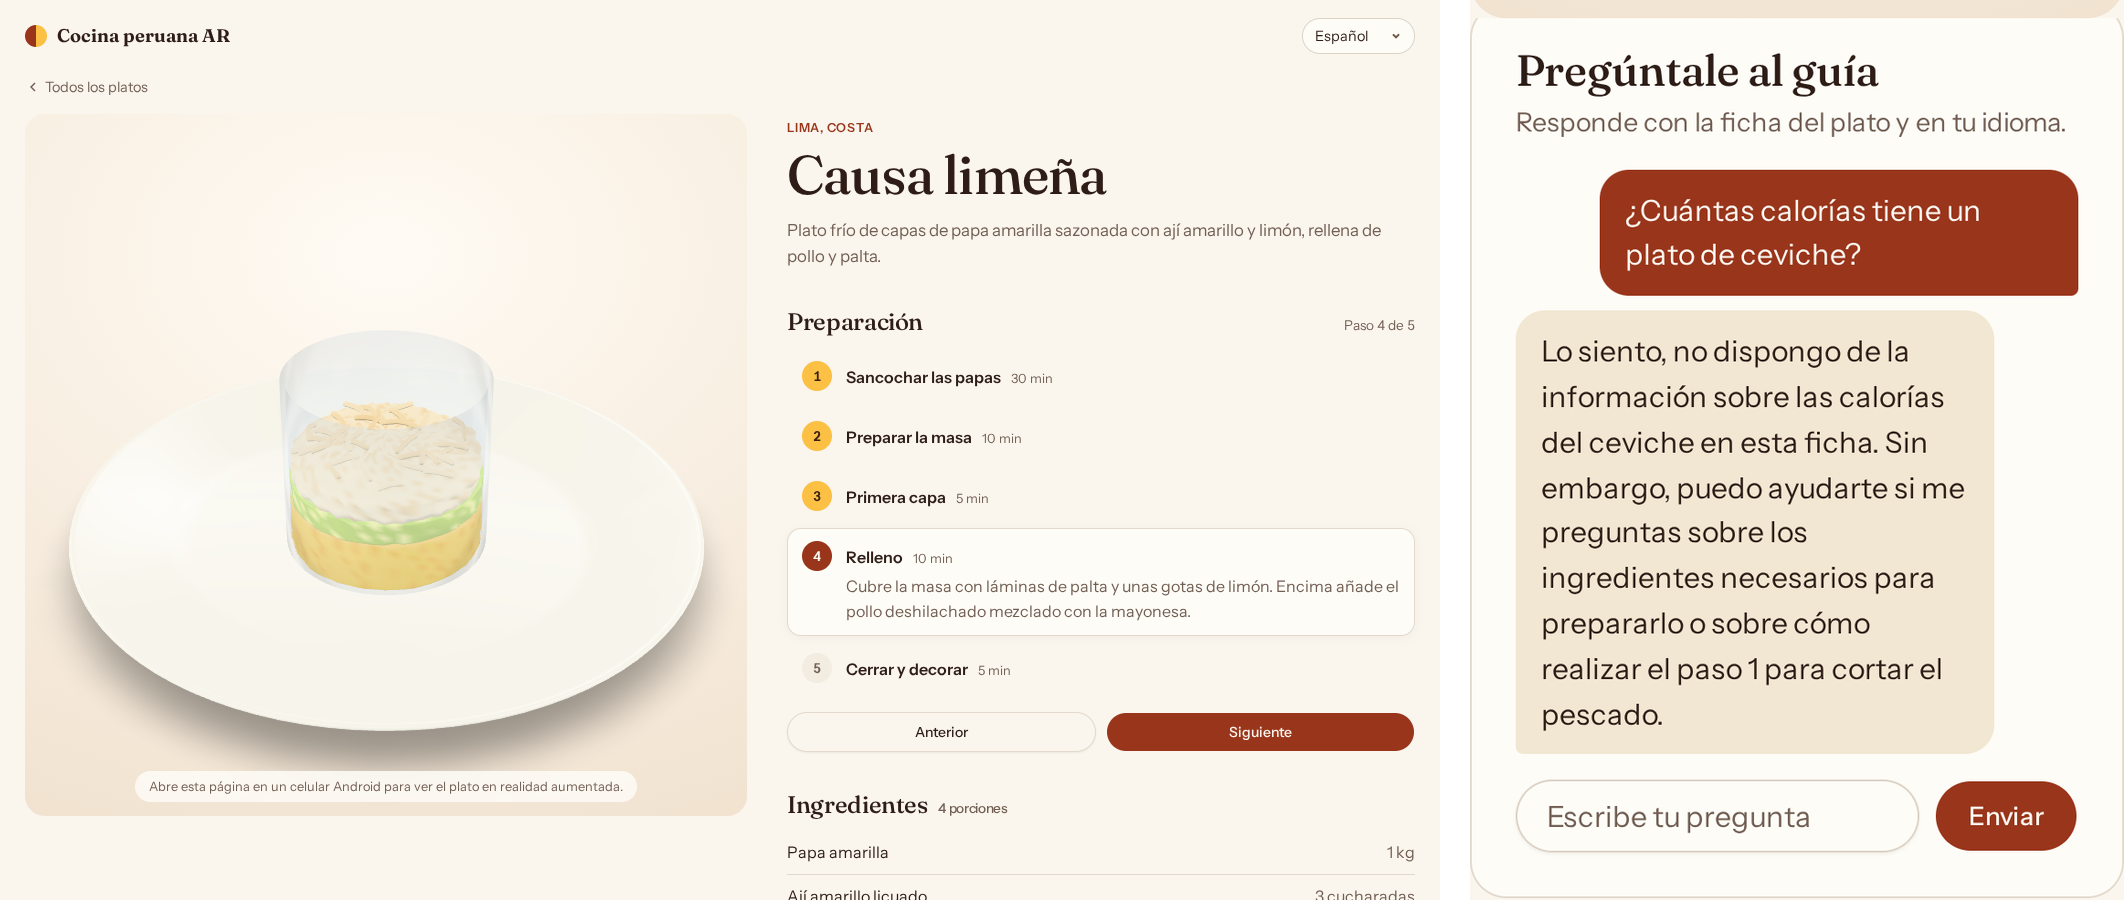 Cocina peruana AR
Español
Todos los platos
LIMA, COSTA
Causa limeña
Plato frío de capas de papa amarilla sazonada con ají amarillo y limón, rellena de
pollo y palta.
Preparación
Paso 4 de 5
1 Sancochar las papas 30 min
2 Preparar la masa 10 min
3 Primera capa 5 min
4 Relleno 10 min
Cubre la masa con láminas de palta y unas gotas de limón. Encima añade el
pollo deshilachado mezclado con la mayonesa.
5 Cerrar y decorar 5 min
Anterior
Siguiente
Abre esta página en un celular Android para ver el plato en realidad aumentada.
Ingredientes 4 porciones
Papa amarilla 1 kg
Ají amarillo licuado 3 cucharadas
Pregúntale al guía
Responde con la ficha del plato y en tu idioma.
¿Cuántas calorías tiene un
plato de ceviche?
Lo siento, no dispongo de la
información sobre las calorías
del ceviche en esta ficha. Sin
embargo, puedo ayudarte si me
preguntas sobre los
ingredientes necesarios para
prepararlo o sobre cómo
realizar el paso 1 para cortar el
pescado.
Escribe tu pregunta
Enviar